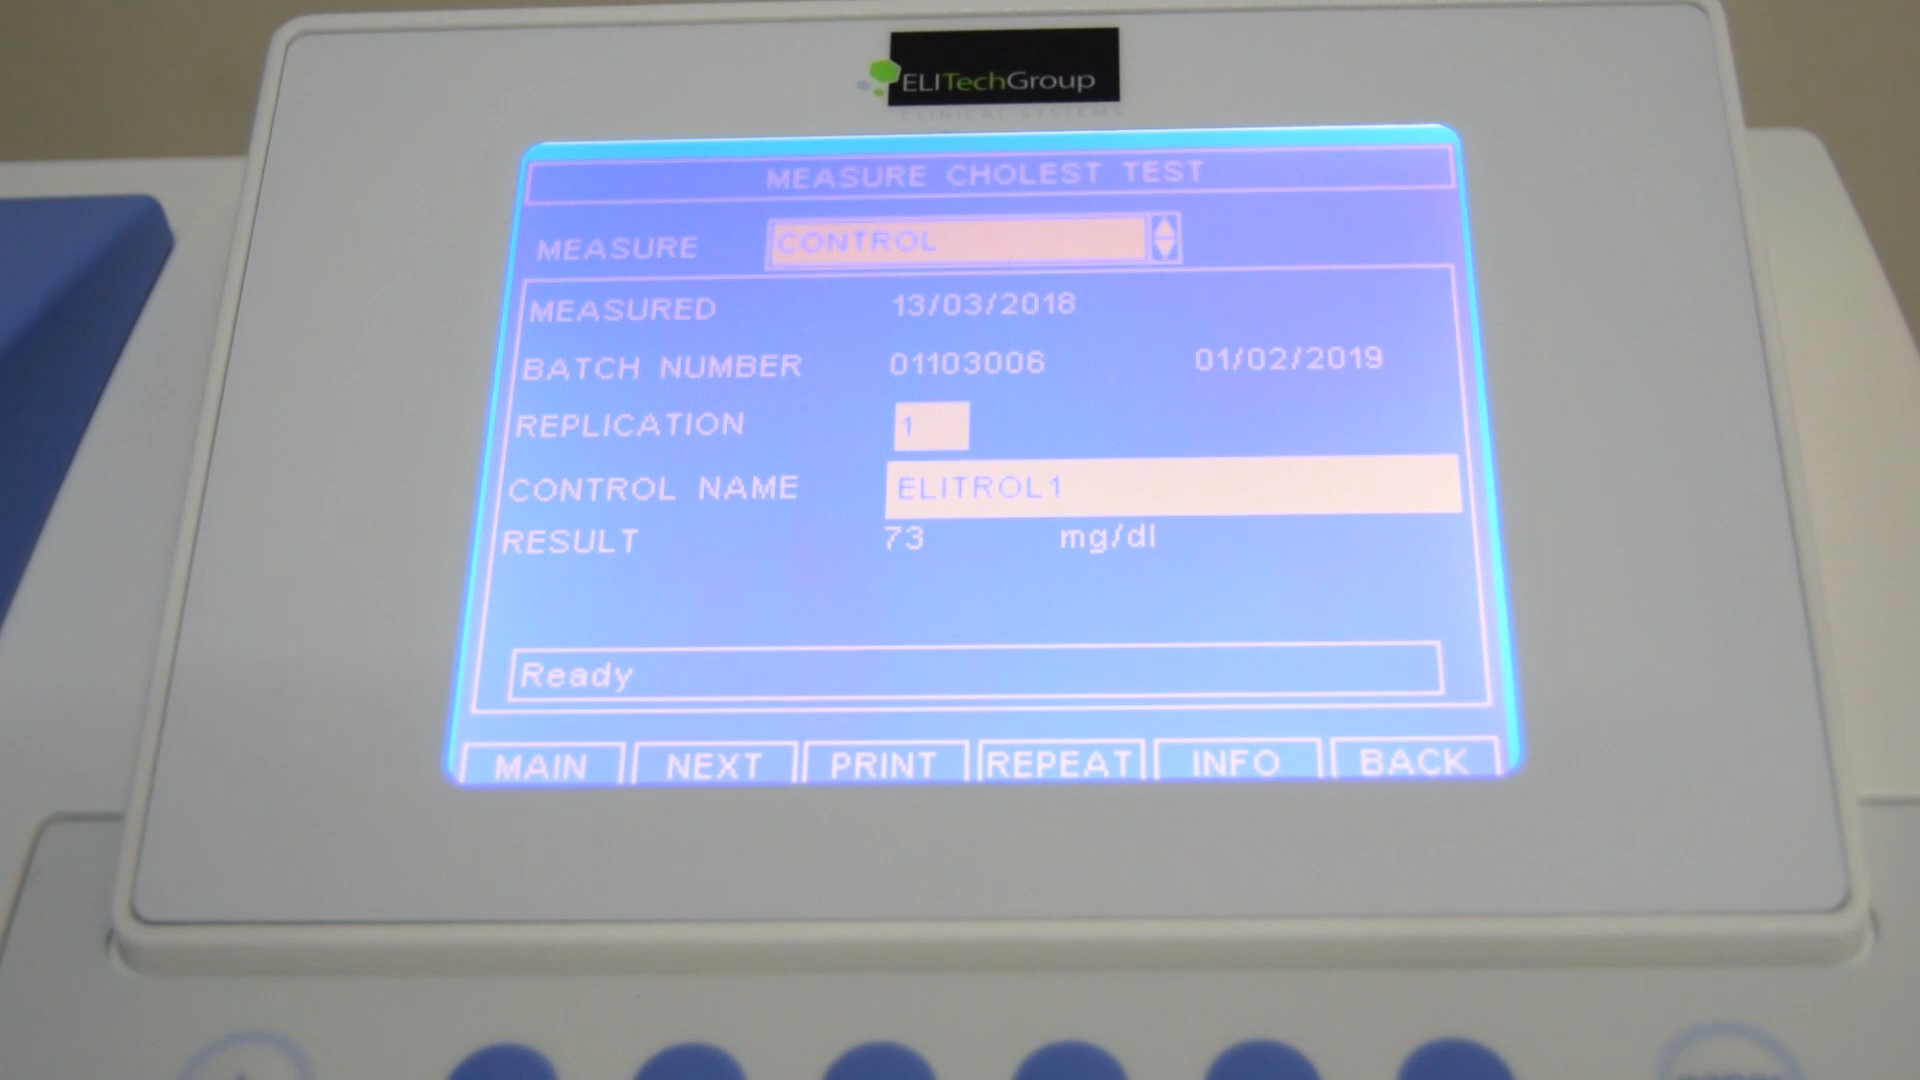 ELITechGroup
CLINICAL SYSTEMS
MEASURE CHOLEST TEST
MEASURE CONTROL
MEASURED 13/03/2018
BATCH NUMBER 01103006 01/02/2019
REPLICATION 1
CONTROL NAME ELITROL1
RESULT 73 mg/dl
Ready
MAIN NEXT PRINT REPEAT INFO BACK